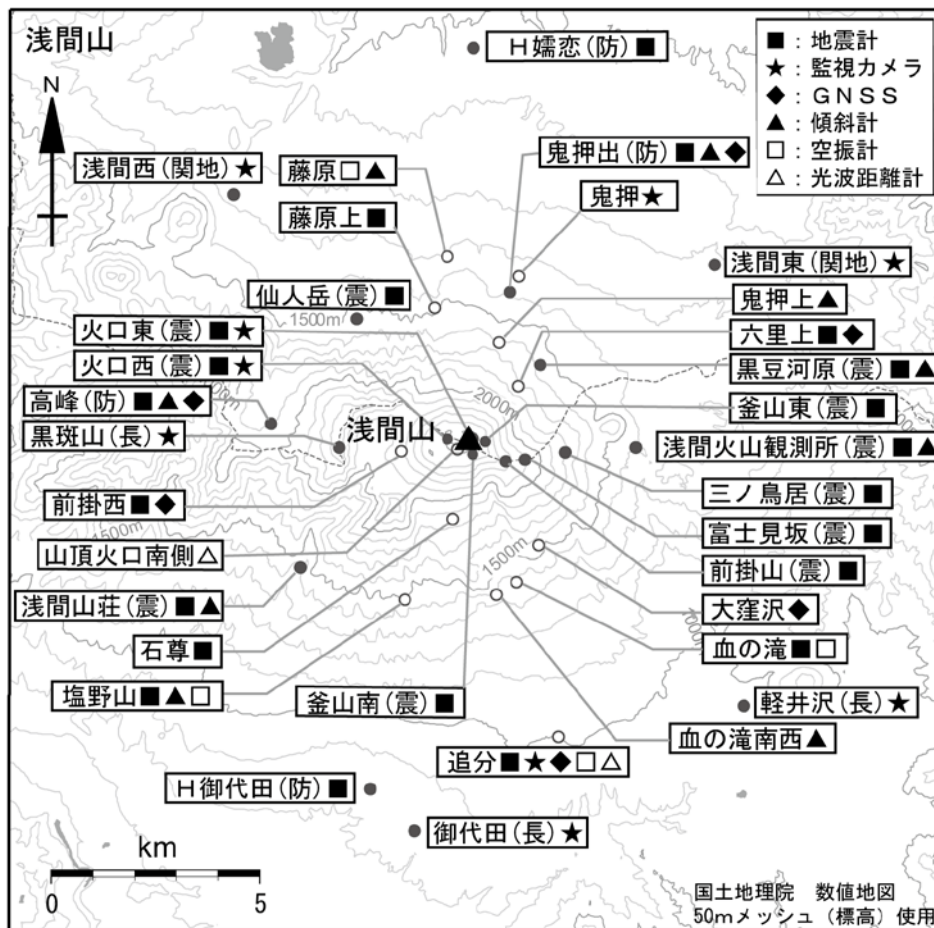 浅間山
H嬬恋(防)■
■:地震計
★:監視カメラ
◆:GNSS
▲:傾斜計
□:空振計
△:光波距離計
N
浅間西(関地)★
藤原□▲
鬼押出(防)■▲◆
鬼押★
藤原上■
浅間東(関地)★
仙人岳(震)■
鬼押上▲
1500m
火口東(震)■★
六里上■◆
火口西(震)■★
黒豆河原(震)■▲
2000m
高峰(防)■▲◆
釜山東(震)■
黒斑山(長)★
浅間山
浅間火山観測所(震)■▲
三ノ鳥居(震)■
前掛西■◆
1500m
富士見坂(震)■
山頂火口南側△
1500m
前掛山(震)■
浅間山荘(震)■▲
大窪沢◆
石尊■
血の滝■□
塩野山■▲□
釜山南(震)■
軽井沢(長)★
血の滝南西▲
追分■★◆□△
H御代田(防)■
御代田(長)★
km
0 5
国土地理院 数値地図
50mメッシュ(標高)使用